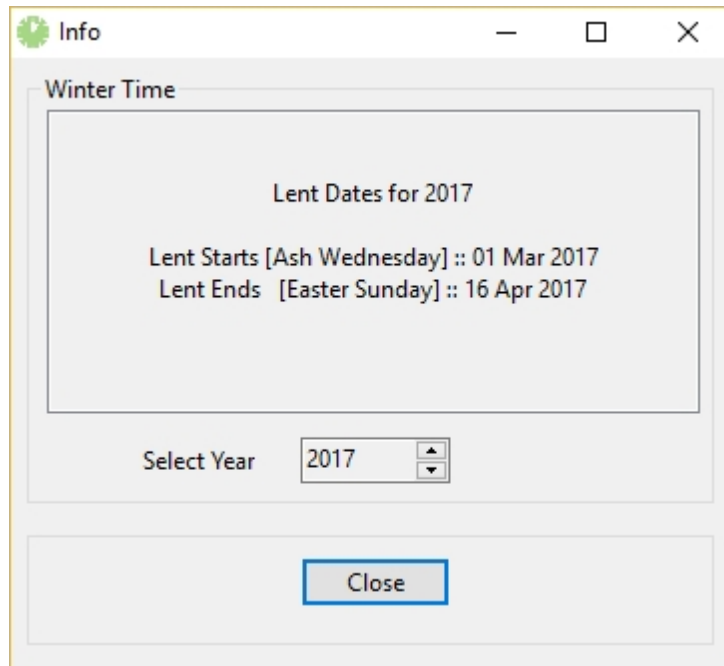 Info
Winter Time
Lent Dates for 2017
Lent Starts [Ash Wednesday] :: 01 Mar 2017
Lent Ends [Easter Sunday] :: 16 Apr 2017
Select Year 2017
Close